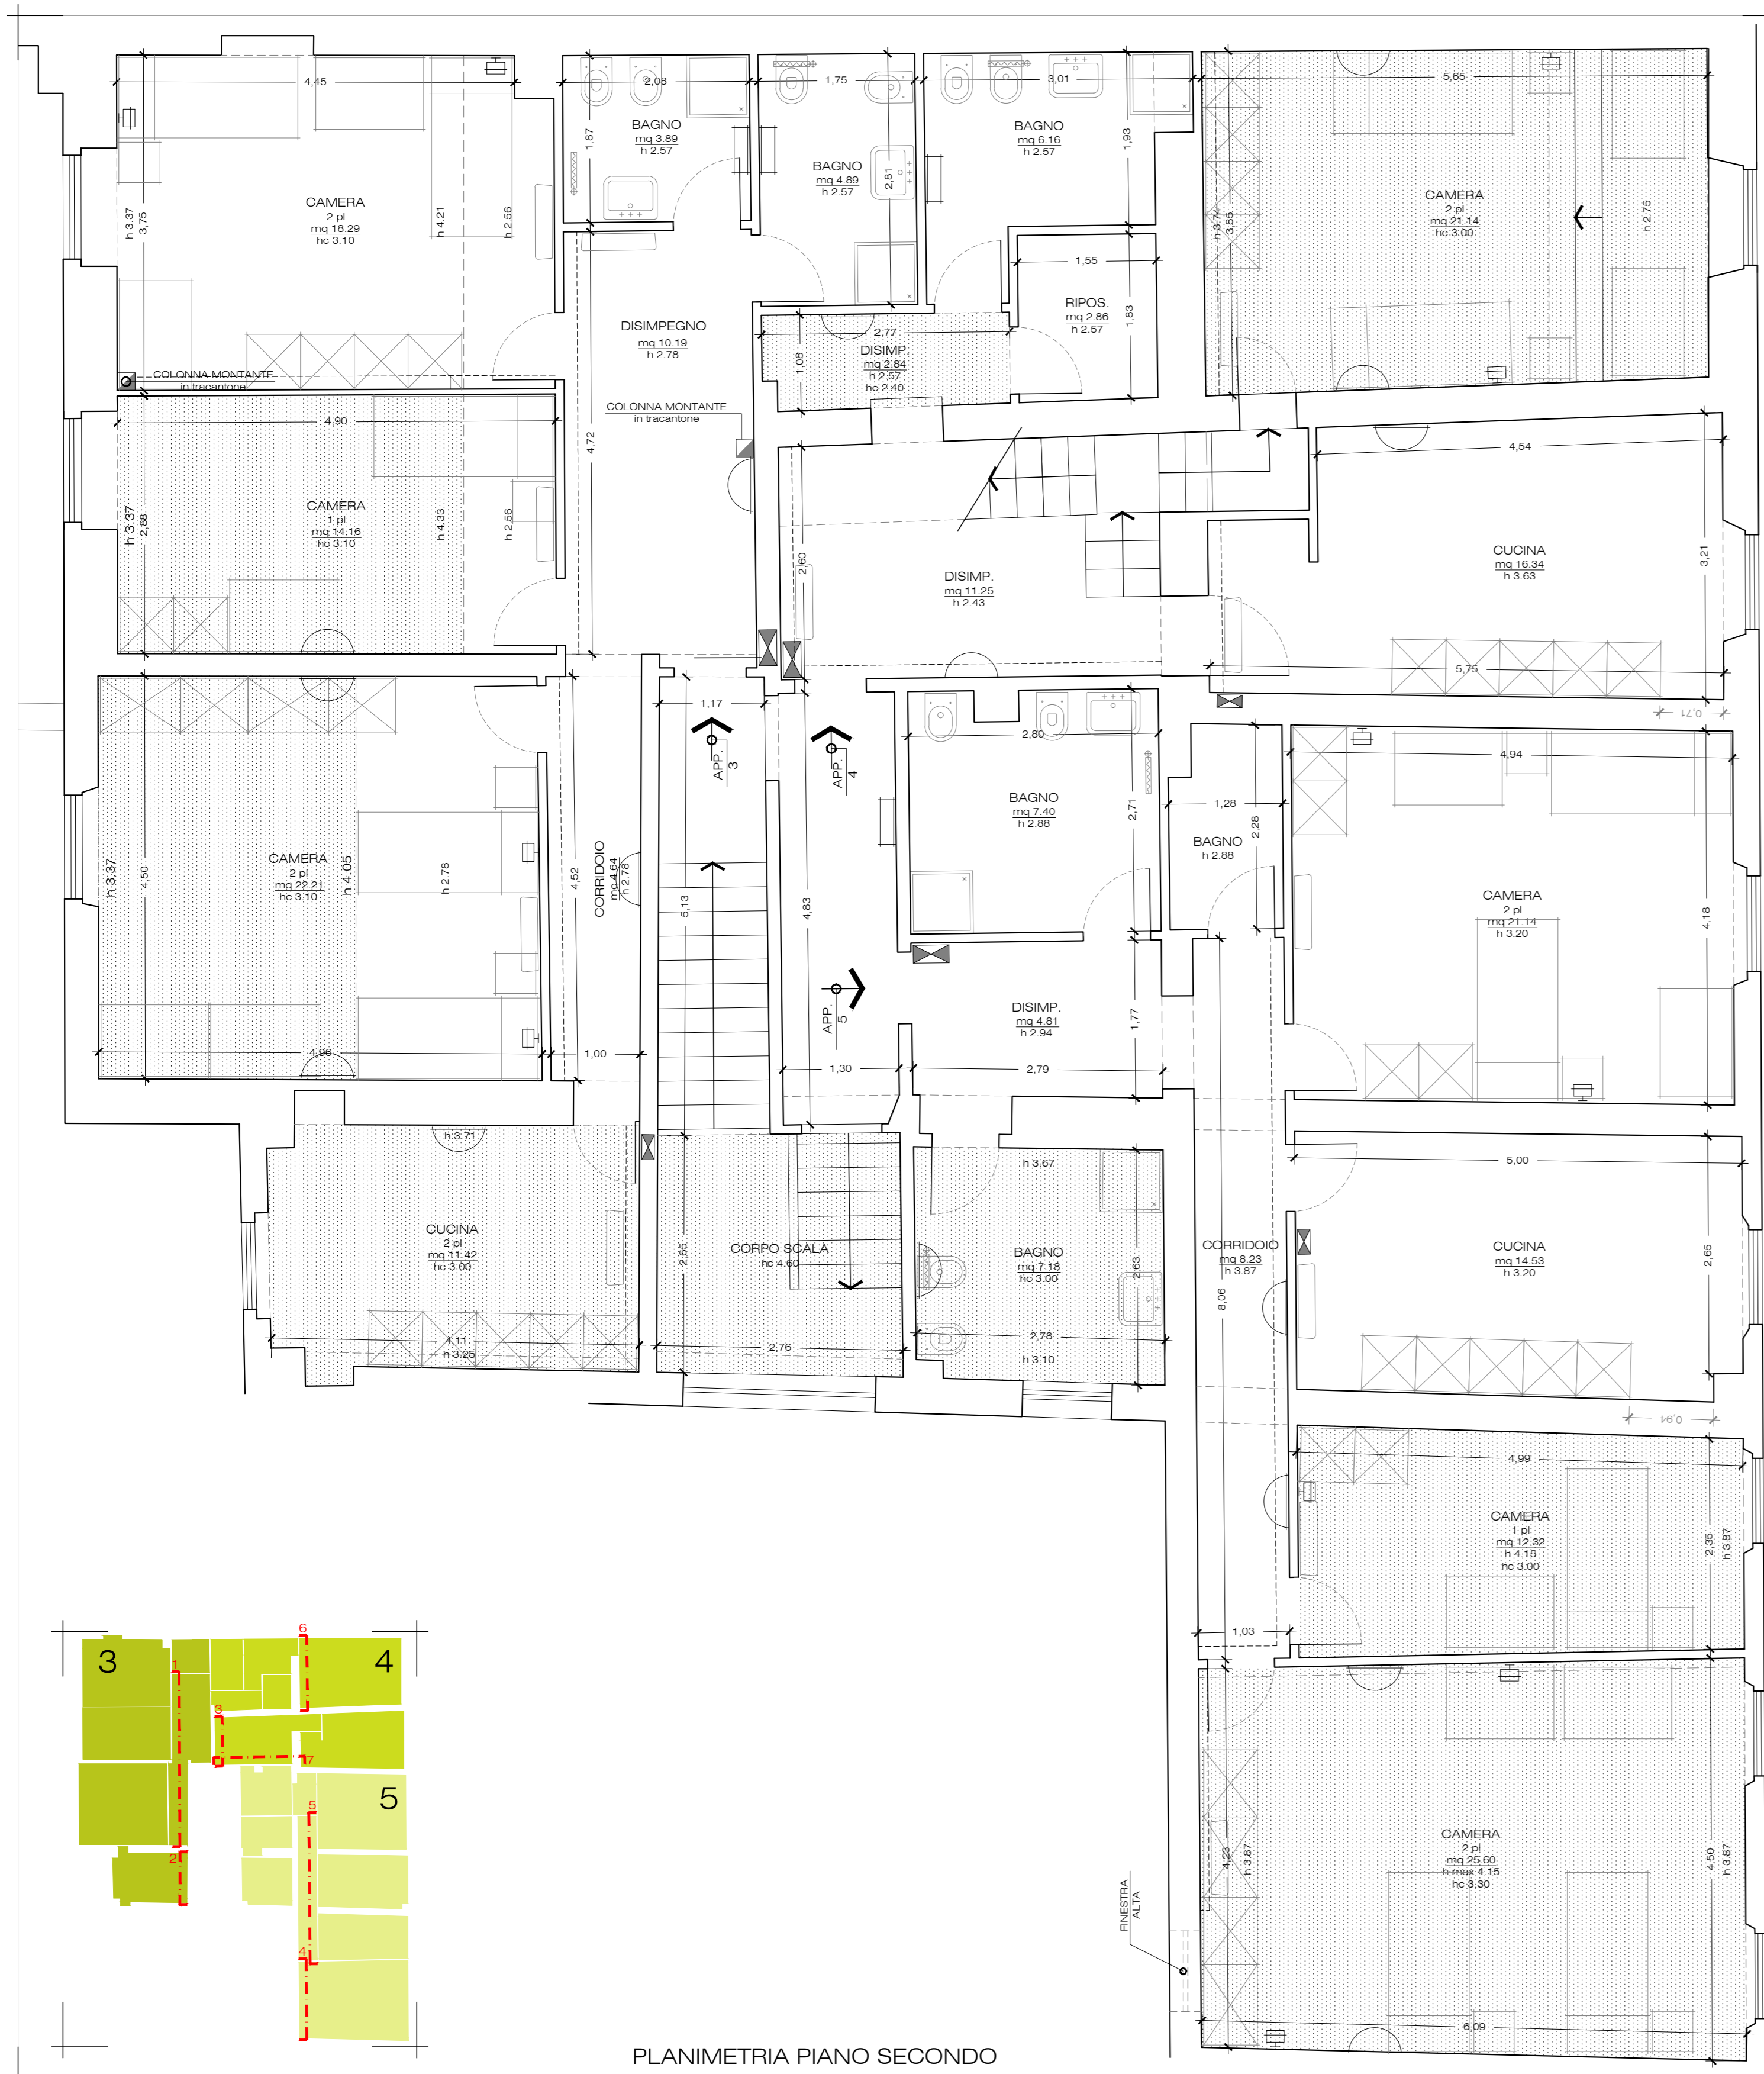 4,45
3,75
h 3.37
CAMERA
2 pl
mq 18.29
hc 3.10
h 4.21
h 2.56
COLONNA MONTANTE
in tracantone
2,08
1,87
BAGNO
mq 3.89
h 2.57
1,75
BAGNO
mq 4.89
h 2.57
2,81
3,01
BAGNO
mq 6.16
h 2.57
1,93
5,65
h 3.74
3,85
CAMERA
2 pl
mq 21.14
hc 3.00
h 2.75
DISIMPEGNO
mq 10.19
h 2.78
COLONNA MONTANTE
in tracantone
4,72
2,77
1,08
DISIMP.
mq 2.84
h 2.57
hc 2.40
1,55
RIPOS.
mq 2.86
h 2.57
1,83
4,90
h 3.37
2,88
CAMERA
1 pl
mq 14.16
hc 3.10
h 4.33
h 2.56
2,60
DISIMP.
mq 11.25
h 2.43
4,54
CUCINA
mq 16.34
h 3.63
3,21
5,75
0,71
1,17
APP.
3
APP.
4
2,80
BAGNO
mq 7.40
h 2.88
2,71
1,28
2,28
BAGNO
h 2.88
4,94
CAMERA
2 pl
mq 21.14
h 3.20
4,18
h 3.37
4,50
CAMERA
2 pl
mq 22.21
hc 3.10
h 4.05
h 2.78
4,96
4,52
CORRIDOIO
mq 4.64
h 2.78
1,00
5,13
4,83
APP.
5
DISIMP.
mq 4.81
h 2.94
1,77
1,30
2,79
h 3.71
CUCINA
2 pl
mq 11.42
hc 3.00
4,11
h 3.25
2,65
CORPO SCALA
hc 4.60
2,76
h 3.67
BAGNO
mq 7.18
hc 3.00
2,63
2,78
h 3.10
CORRIDOIO
mq 8.23
h 3.87
8,06
5,00
CUCINA
mq 14.53
h 3.20
2,65
0,94
4,99
CAMERA
1 pl
mq 12.32
h 4.15
hc 3.00
2,35
h 3.87
1,03
4,23
h 3.87
CAMERA
2 pl
mq 25.60
h max 4.15
hc 3.30
4,50
h 3.87
6,09
FINESTRA
ALTA
3
4
5
1
2
3
4
5
6
7
PLANIMETRIA PIANO SECONDO